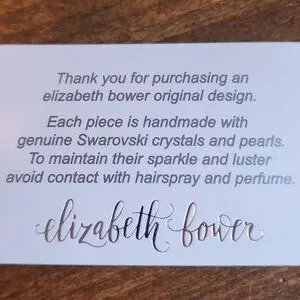 Thank you for purchasing an
elizabeth bower original design.
Each piece is handmade with
genuine Swarovski crystals and pearls.
To maintain their sparkle and luster
avoid contact with hairspray and perfume.
elizabeth bower